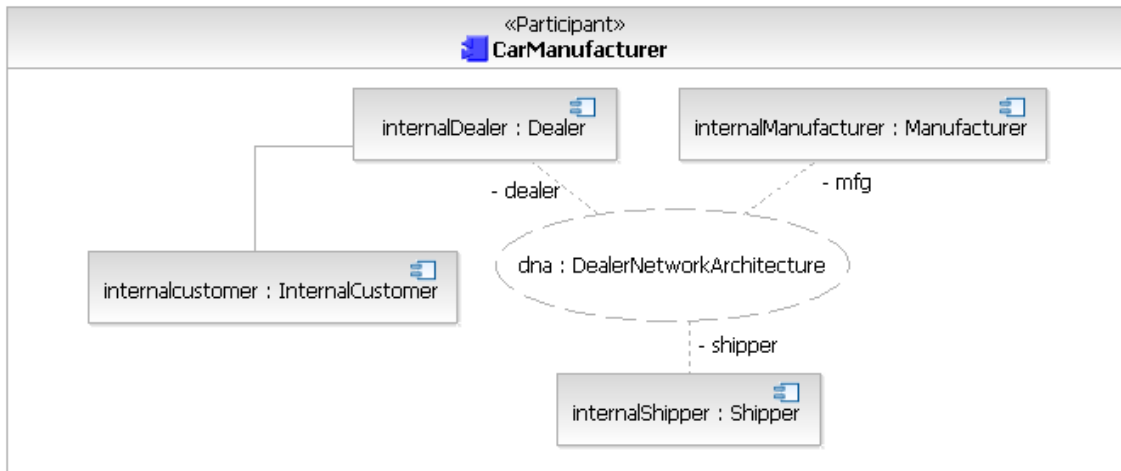 «Participant»
CarManufacturer
internalDealer : Dealer
internalManufacturer : Manufacturer
- dealer
- mfg
dna : DealerNetworkArchitecture
internalcustomer : InternalCustomer
- shipper
internalShipper : Shipper